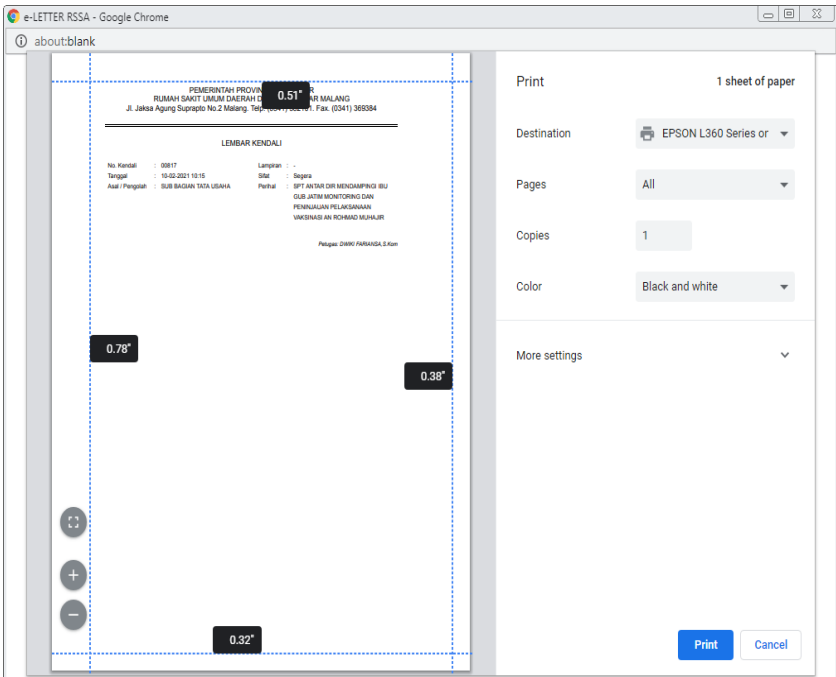 e-LETTER RSSA - Google Chrome
about:blank
PEMERINTAH PROVIN R
RUMAH SAKIT UMUM DAERAH D AR MALANG
Jl. Jaksa Agung Suprapto No.2 Malang. Telp. 1. Fax. (0341) 369384
0.51"
LEMBAR KENDALI
No. Kendali : 00817 Lampiran : -
Tanggal : 10-02-2021 10:15 Sifat : Segera
Asal / Pengolah : SUB BAGIAN TATA USAHA Perihal : SPT ANTAR DIR MENDAMPINGI IBU
GUB JATIM MONITORING DAN
PENINJAUAN PELAKSANAAN
VAKSINASI AN ROHMAD MUHAJIR
Petugas: DWIKI FARIANSA, S.Kom
0.78"
0.38"
0.32"
Print 1 sheet of paper
Destination EPSON L360 Series or
Pages All
Copies 1
Color Black and white
More settings
Print Cancel